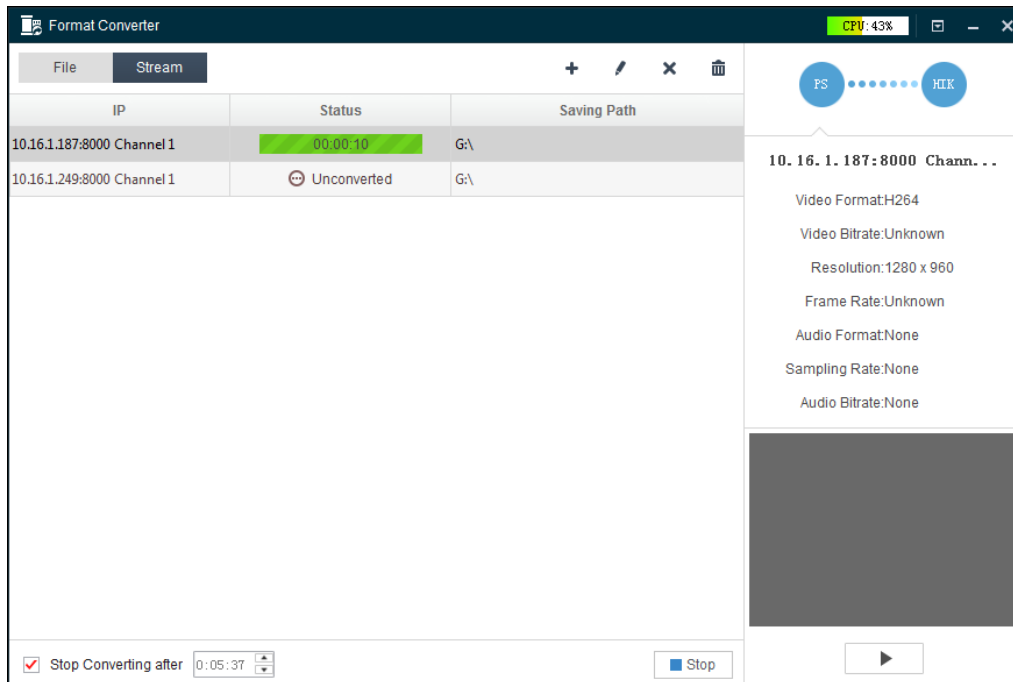 Format Converter
CPU:43%
File
Stream
IP
Status
Saving Path
10.16.1.187:8000 Channel 1
00:00:10
G:\
10.16.1.249:8000 Channel 1
Unconverted
G:\
Stop Converting after
0:05:37
Stop
PS
HIK
10.16.1.187:8000 Chann...
Video Format:H264
Video Bitrate:Unknown
Resolution:1280 x 960
Frame Rate:Unknown
Audio Format:None
Sampling Rate:None
Audio Bitrate:None